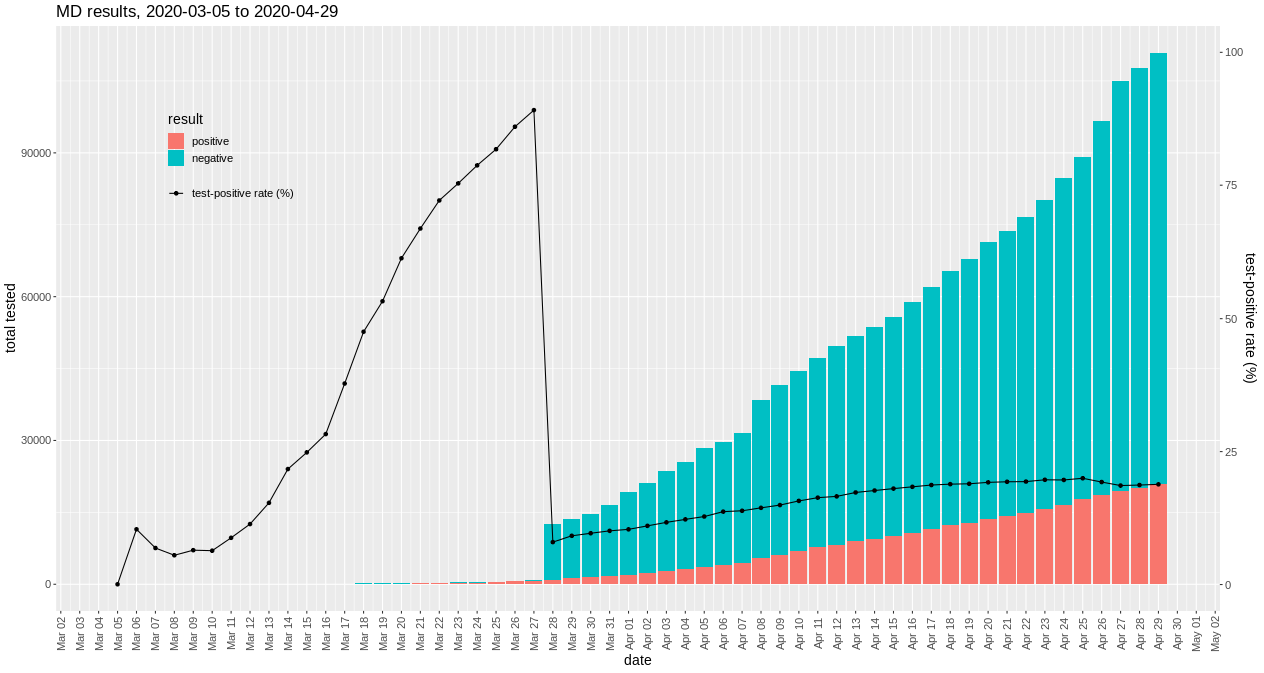 MD results, 2020-03-05 to 2020-04-29
result
positive
negative
test-positive rate (%)
total tested
90000
60000
30000
0
100
75
50
25
0
test-positive rate (%)
Mar 02
Mar 03
Mar 04
Mar 05
Mar 06
Mar 07
Mar 08
Mar 09
Mar 10
Mar 11
Mar 12
Mar 13
Mar 14
Mar 15
Mar 16
Mar 17
Mar 18
Mar 19
Mar 20
Mar 21
Mar 22
Mar 23
Mar 24
Mar 25
Mar 26
Mar 27
Mar 28
Mar 29
Mar 30
Mar 31
Apr 01
Apr 02
Apr 03
Apr 04
Apr 05
Apr 06
Apr 07
Apr 08
Apr 09
Apr 10
Apr 11
Apr 12
Apr 13
Apr 14
Apr 15
Apr 16
Apr 17
Apr 18
Apr 19
Apr 20
Apr 21
Apr 22
Apr 23
Apr 24
Apr 25
Apr 26
Apr 27
Apr 28
Apr 29
Apr 30
May 01
May 02
date